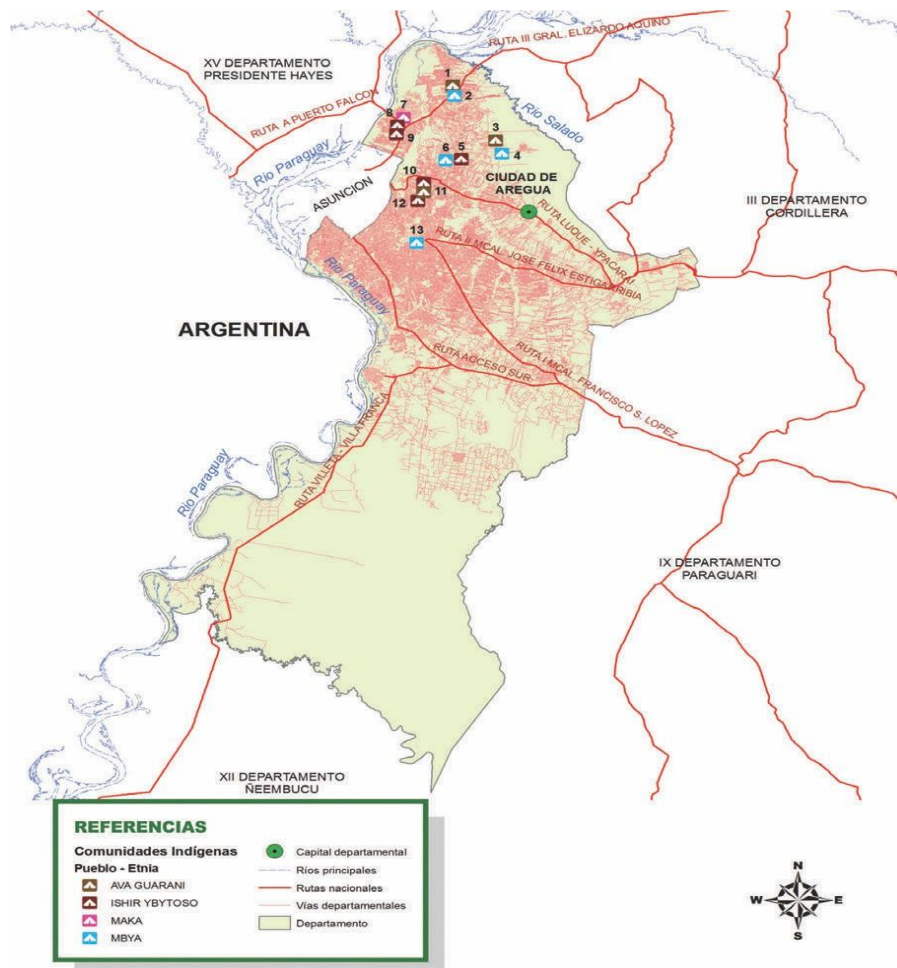 RUTA III GRAL. ELIZARDO AQUINO
XV DEPARTAMENTO
PRESIDENTE HAYES
1
2
7
8
9
3
4
Río Salado
RUTA A PUERTO FALCON
6
5
Río Paraguay
10
11
12
CIUDAD DE
AREGUA
ASUNCION
III DEPARTAMENTO
CORDILLERA
RUTA LUQUE - YPACARAI
13
RUTA II MCAL. JOSE FELIX ESTIGARRIBIA
Río Paraguay
ARGENTINA
RUTA ACCESO SUR
RUTA I MCAL. FRANCISCO S. LOPEZ
RUTA VILLETA - VILLA FRANCA
Río Paraguay
IX DEPARTAMENTO
PARAGUARI
XII DEPARTAMENTO
ÑEEMBUCU
REFERENCIAS
Comunidades Indígenas
Pueblo - Etnia
AVA GUARANI
ISHIR YBYTOSO
MAKA
MBYA
Capital departamental
Ríos principales
Rutas nacionales
Vías departamentales
Departamento
N
W
E
S